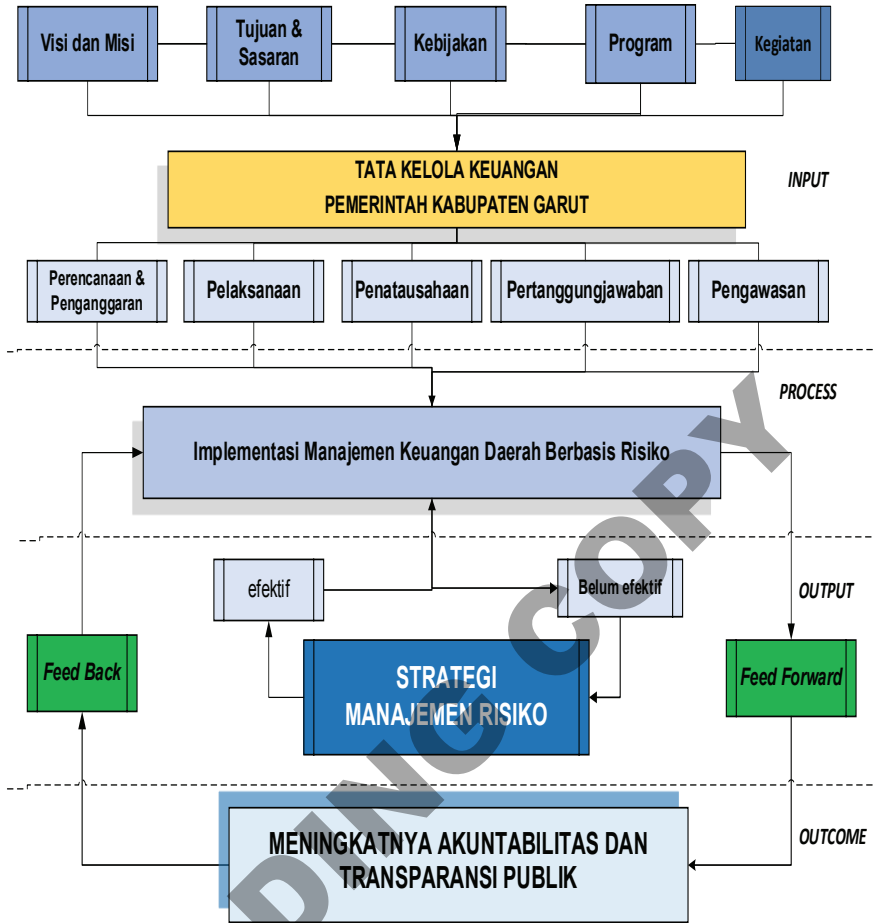 Visi dan Misi
Tujuan &
Sasaran
Kebijakan
Program
Kegiatan
TATA KELOLA KEUANGAN
PEMERINTAH KABUPATEN GARUT
INPUT
Perencanaan &
Penganggaran
Pelaksanaan
Penatausahaan
Pertanggungjawaban
Pengawasan
PROCESS
Implementasi Manajemen Keuangan Daerah Berbasis Risiko
efektif
Belum efektif
OUTPUT
Feed Back
STRATEGI
MANAJEMEN RISIKO
Feed Forward
MENINGKATNYA AKUNTABILITAS DAN
TRANSPARANSI PUBLIK
OUTCOME
DING COPY